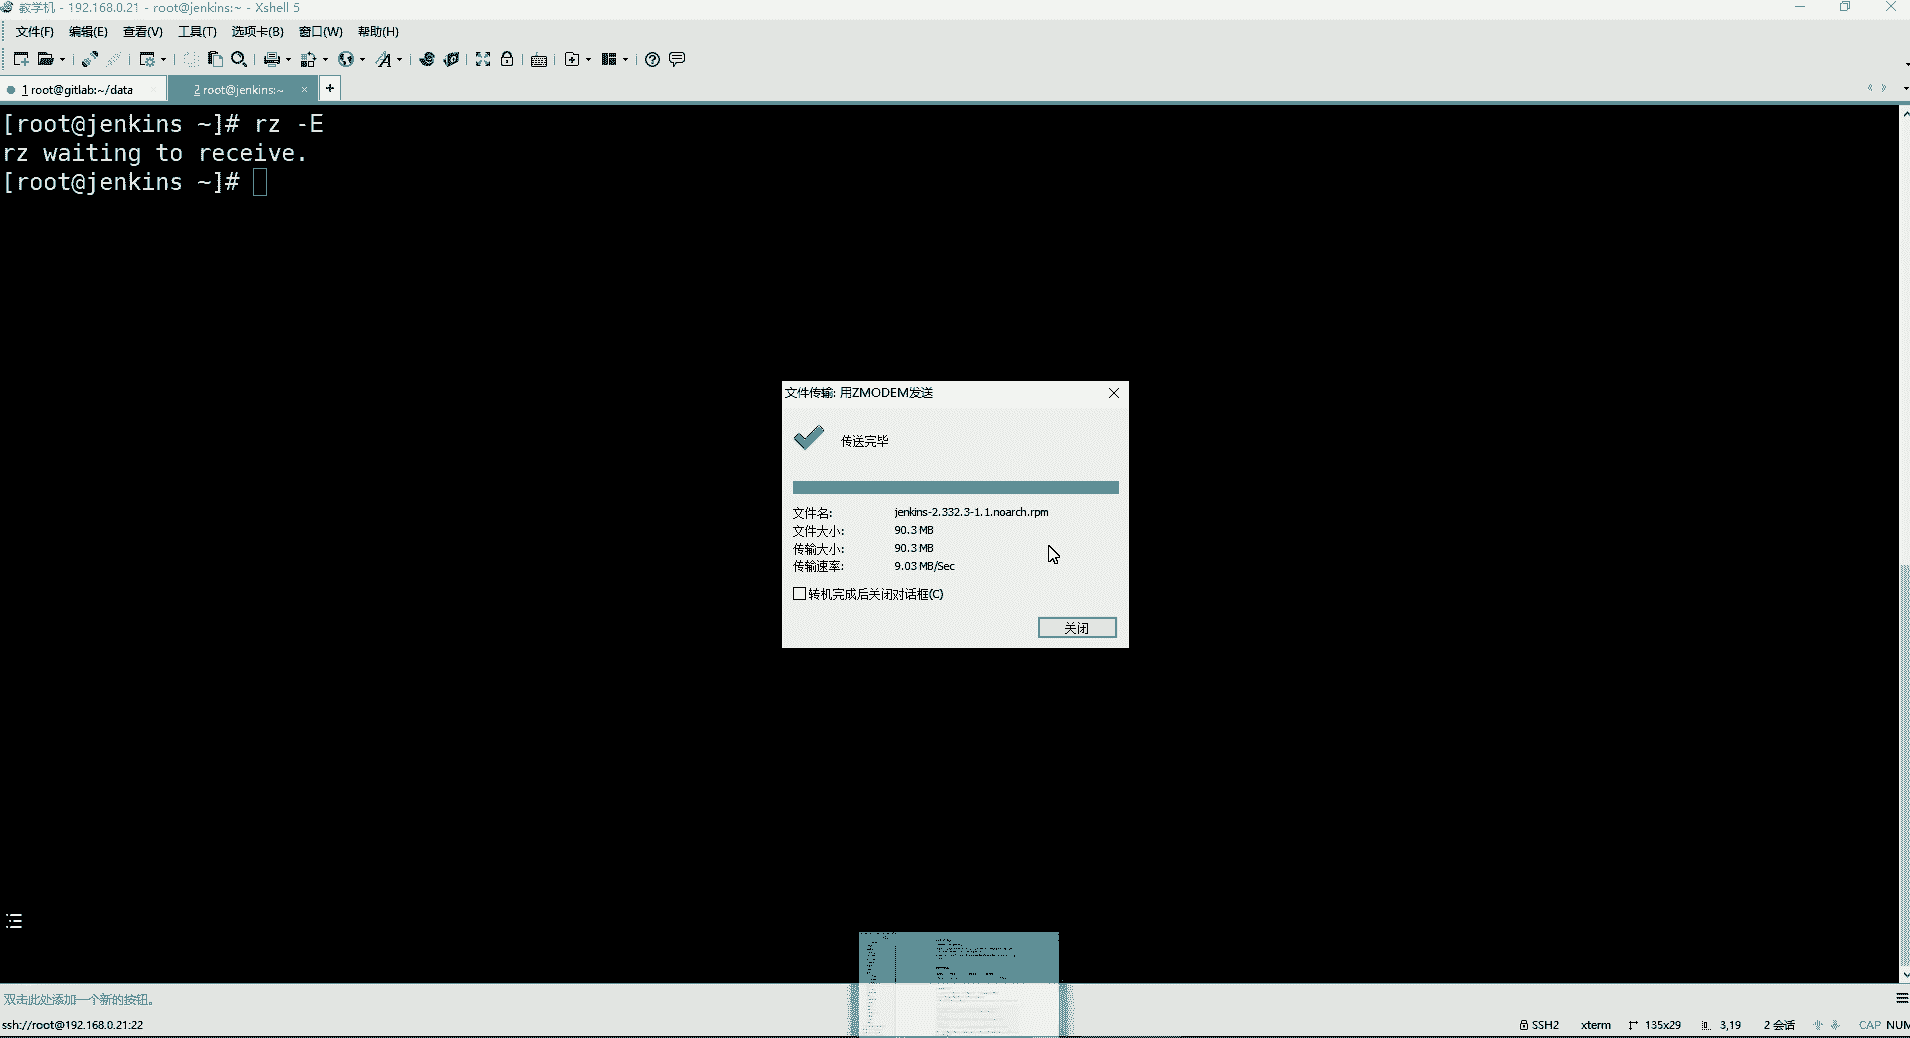 教学机 - 192.168.0.21 - root@jenkins:~ - Xshell 5
文件(F) 编辑(E) 查看(V) 工具(T) 选项卡(B) 窗口(W) 帮助(H)
1 root@gitlab:~/data 2 root@jenkins:~ × +
[root@jenkins ~]# rz -E
rz waiting to receive.
[root@jenkins ~]#
文件传输: 用ZMODEM发送
传送完毕
文件名: jenkins-2.332.3-1.1.noarch.rpm
文件大小: 90.3 MB
传输大小: 90.3 MB
传输速率: 9.03 MB/Sec
转机完成后关闭对话框(C)
关闭
双击此处添加一个新的按钮。
ssh://root@192.168.0.21:22 SSH2 xterm 135x29 3,19 2 会话 CAP NUM